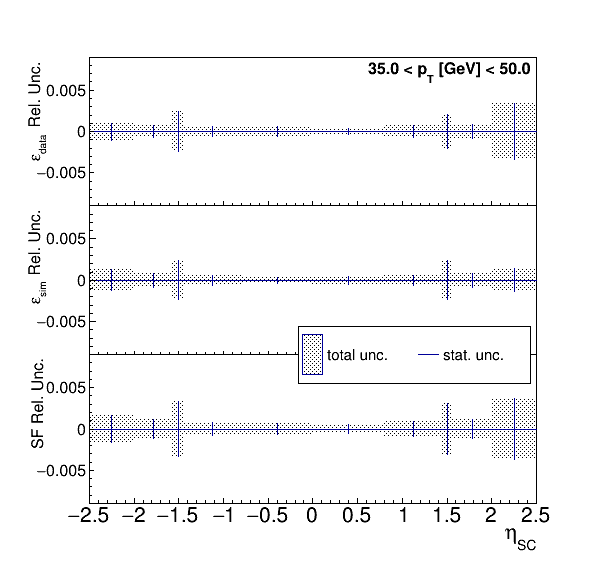 35.0 < p_T [GeV] < 50.0
ε_data Rel. Unc.
0.005
0
−0.005
ε_sim Rel. Unc.
0.005
0
−0.005
total unc. stat. unc.
SF Rel. Unc.
0.005
0
−0.005
−2.5 −2 −1.5 −1 −0.5 0 0.5 1 1.5 2 2.5
η_SC